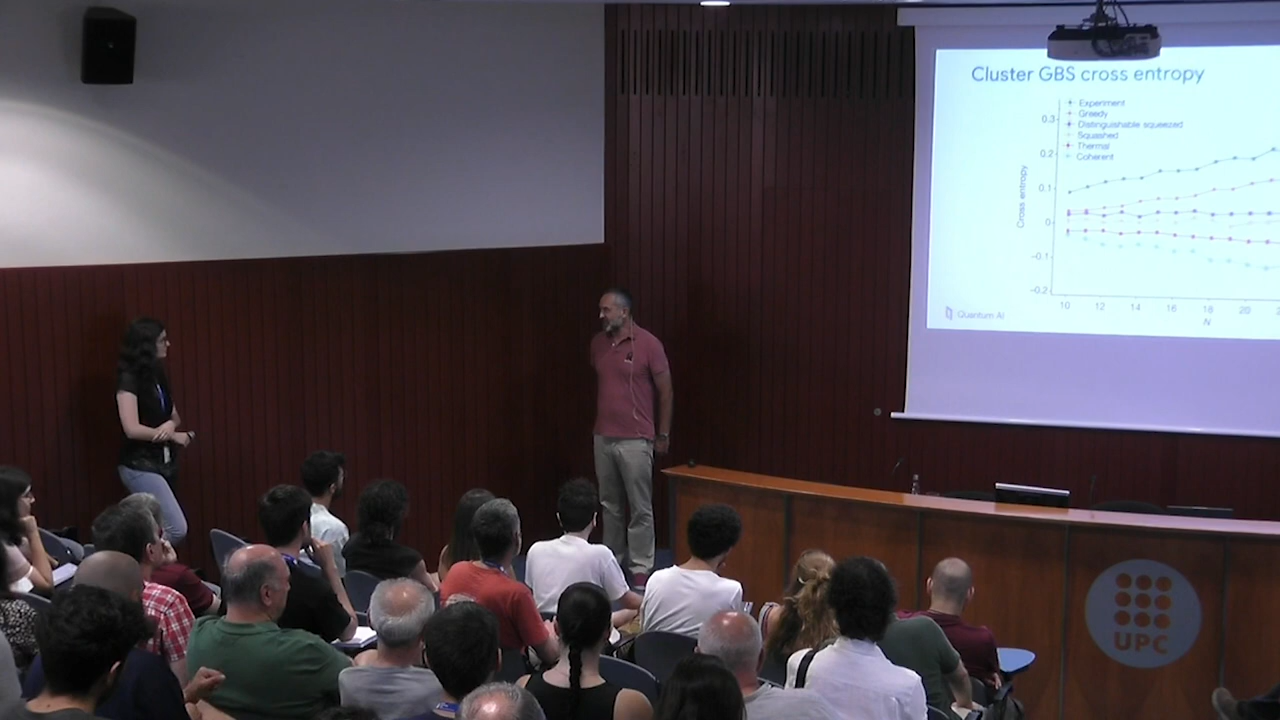 Cluster GBS cross entropy
Experiment
Greedy
Distinguishable squeezed
Squashed
Thermal
Coherent
0.3
0.2
0.1
0
-0.1
-0.2
Cross entropy
10 12 14 16 18 20
N
Quantum AI
UPC